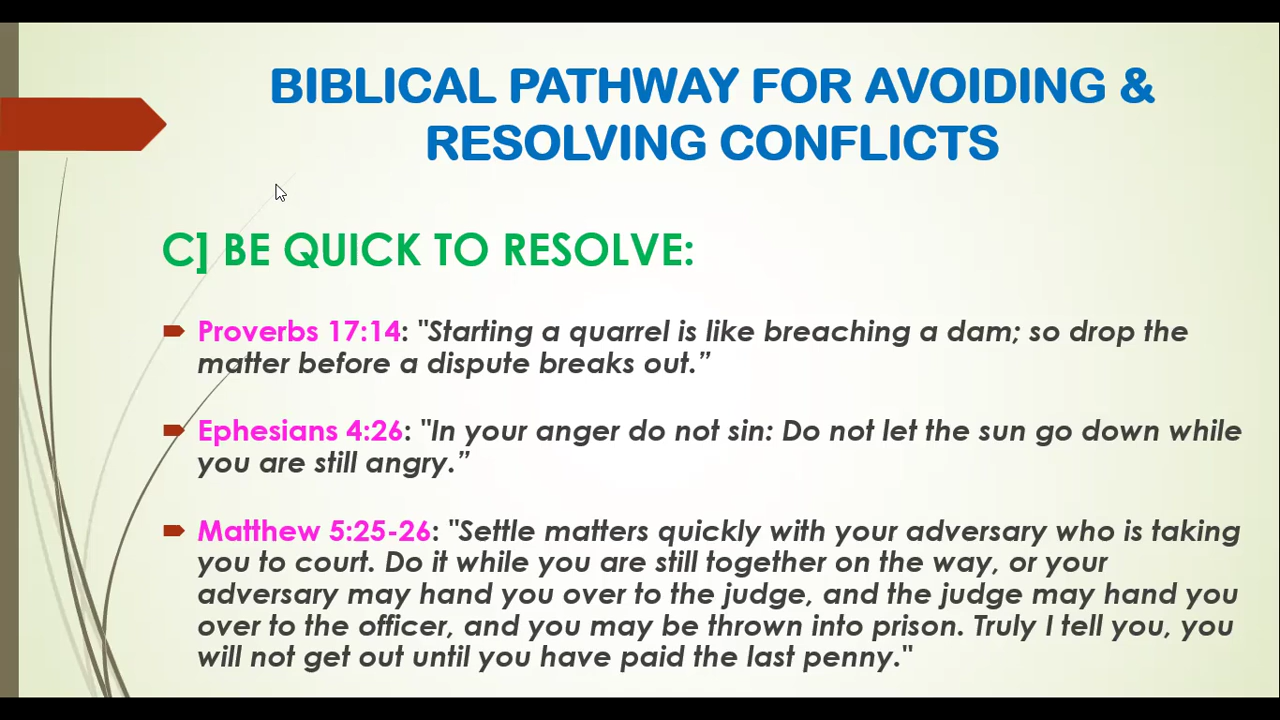 BIBLICAL PATHWAY FOR AVOIDING &
RESOLVING CONFLICTS
C] BE QUICK TO RESOLVE:
Proverbs 17:14: "Starting a quarrel is like breaching a dam; so drop the
matter before a dispute breaks out.”
Ephesians 4:26: "In your anger do not sin: Do not let the sun go down while
you are still angry.”
Matthew 5:25-26: "Settle matters quickly with your adversary who is taking
you to court. Do it while you are still together on the way, or your
adversary may hand you over to the judge, and the judge may hand you
over to the officer, and you may be thrown into prison. Truly I tell you, you
will not get out until you have paid the last penny."